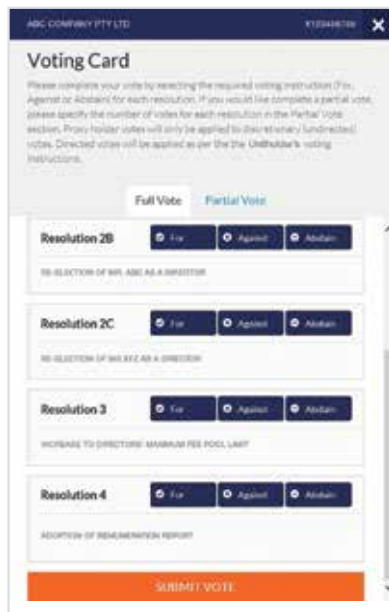 ABC COMPANY PTY LTD
Voting Card
Please complete your vote by selecting the required voting instruction (For,
Against or Abstain) for each resolution. If you would like complete a partial vote,
please specify the number of votes for each resolution in the Partial Vote
section. Proxy holder votes will only be applied to discretionary (undirected)
votes. Directed votes will be applied as per the the Unitholder's voting
instructions.
Full Vote Partial Vote
Resolution 2B For Against Abstain
RE-ELECTION OF MR. ABC AS A DIRECTOR
Resolution 2C For Against Abstain
RE-ELECTION OF XYZ AS A DIRECTOR
Resolution 3 For Against Abstain
INCREASE TO DIRECTORS' MAXIMUM FEE POOL LIMIT
Resolution 4 For Against Abstain
ADOPTION OF REMUNERATION REPORT
SUBMIT VOTE